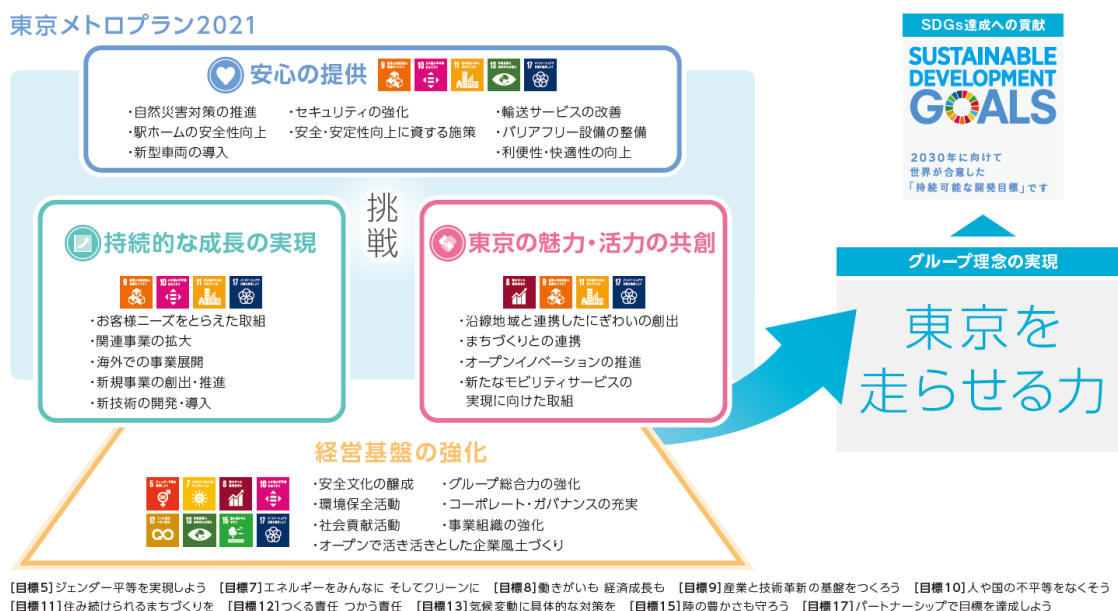 東京メトロプラン2021
安心の提供
9
10
11
13
17
・自然災害対策の推進
・駅ホームの安全性向上
・新型車両の導入
・セキュリティの強化
・安全・安定性向上に資する施策
・輸送サービスの改善
・バリアフリー設備の整備
・利便性・快適性の向上
挑戦
持続的な成長の実現
9
10
11
17
・お客様ニーズをとらえた取組
・関連事業の拡大
・海外での事業展開
・新規事業の創出・推進
・新技術の開発・導入
東京の魅力・活力の共創
8
9
11
17
・沿線地域と連携したにぎわいの創出
・まちづくりとの連携
・オープンイノベーションの推進
・新たなモビリティサービスの
実現に向けた取組
経営基盤の強化
5
7
8
10
12
13
15
17
・安全文化の醸成
・環境保全活動
・社会貢献活動
・グループ総合力の強化
・コーポレート・ガバナンスの充実
・事業組織の強化
・オープンで活き活きとした企業風土づくり
SDGs達成への貢献
SUSTAINABLE
DEVELOPMENT
GOALS
2030年に向けて
世界が合意した
「持続可能な開発目標」です
グループ理念の実現
東京を
走らせる力
[目標5]ジェンダー平等を実現しよう [目標7]エネルギーをみんなに そしてクリーンに [目標8]働きがいも 経済成長も [目標9]産業と技術革新の基盤をつくろう [目標10]人や国の不平等をなくそう
[目標11]住み続けられるまちづくりを [目標12]つくる責任 つかう責任 [目標13]気候変動に具体的な対策を [目標15]陸の豊かさも守ろう [目標17]パートナーシップで目標を達成しよう